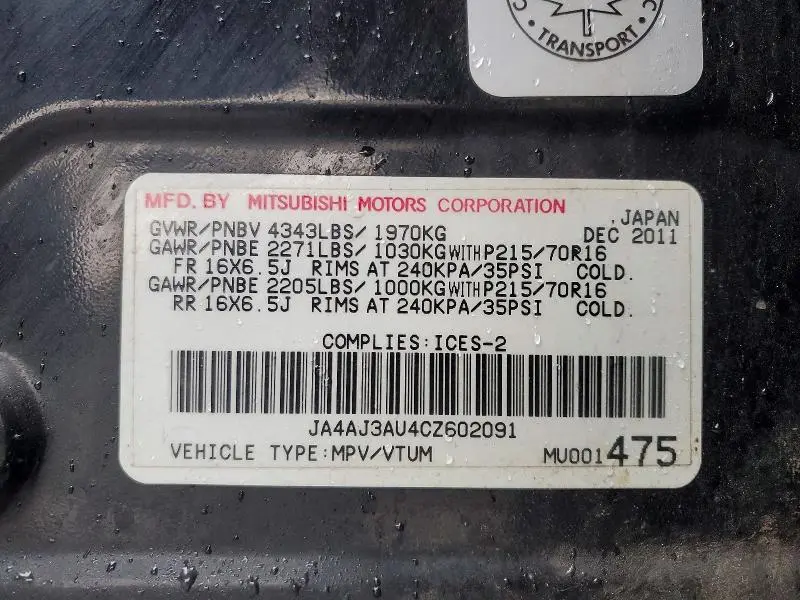 C · TRANSPORT · C
MFD. BY MITSUBISHI MOTORS CORPORATION
, JAPAN
GVWR/PNBV 4343LBS/ 1970KG DEC 2011
GAWR/PNBE 2271LBS/ 1030KG WITH P215/70R16
FR 16X6.5J RIMS AT 240KPA/35PSI COLD.
GAWR/PNBE 2205LBS/ 1000KG WITH P215/70R16
RR 16X6.5J RIMS AT 240KPA/35PSI COLD.
COMPLIES:ICES-2
JA4AJ3AU4CZ602091
VEHICLE TYPE:MPV/VTUM MU001475